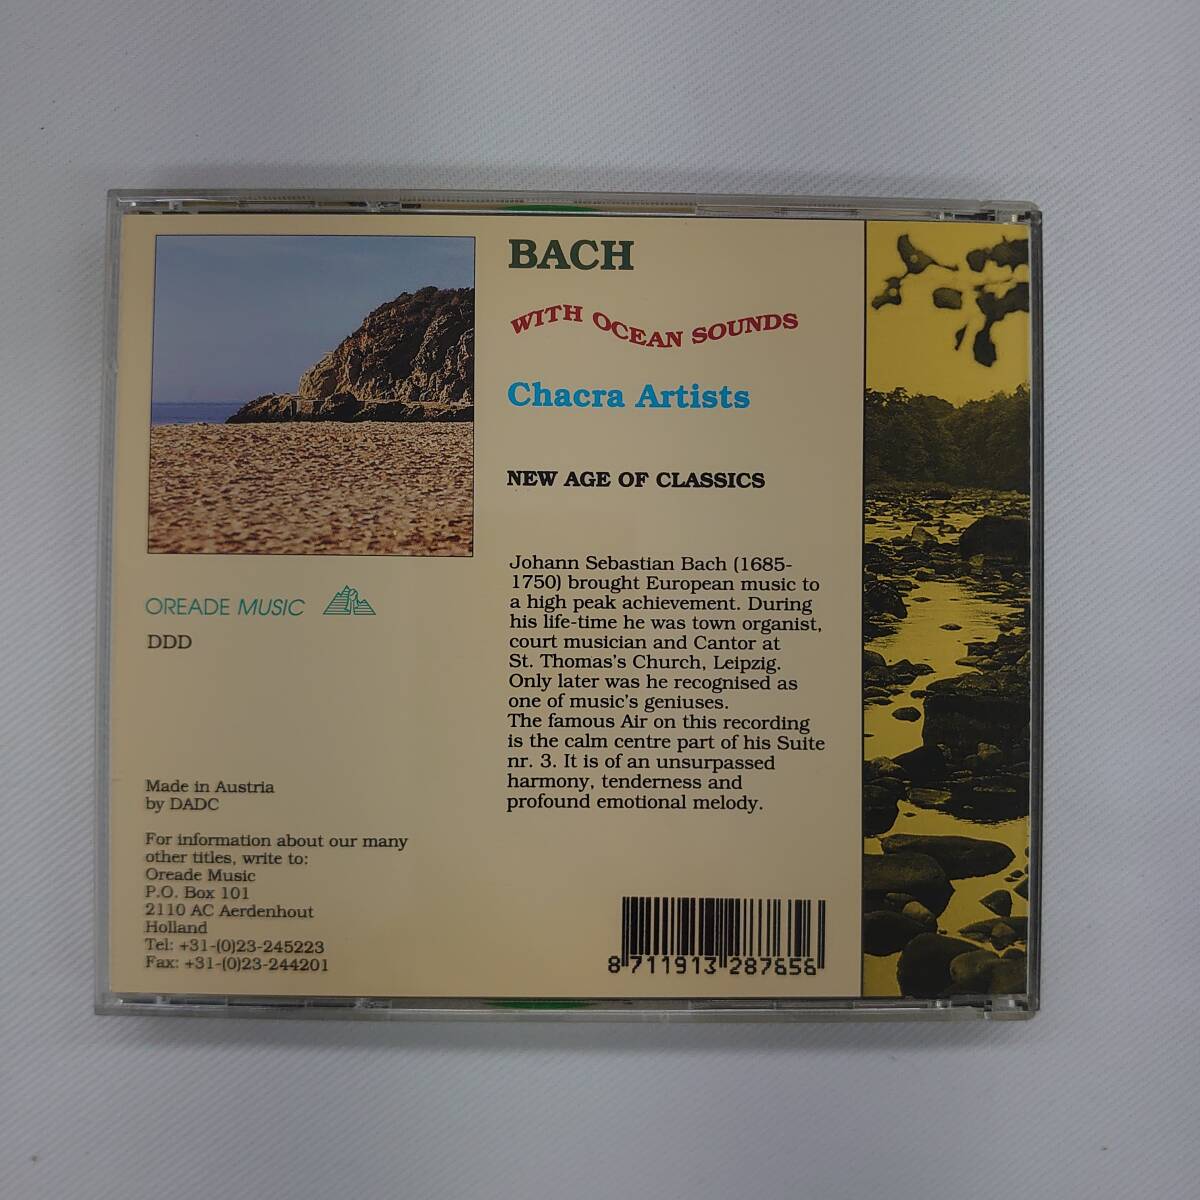 BACH
WITH OCEAN SOUNDS
Chacra Artists
NEW AGE OF CLASSICS
Johann Sebastian Bach (1685-
1750) brought European music to
a high peak achievement. During
his life-time he was town organist,
court musician and Cantor at
St. Thomas's Church, Leipzig.
Only later was he recognised as
one of music's geniuses.
The famous Air on this recording
is the calm centre part of his Suite
nr. 3. It is of an unsurpassed
harmony, tenderness and
profound emotional melody.
OREADE MUSIC
DDD
Made in Austria
by DADC
For information about our many
other titles, write to:
Oreade Music
P.O. Box 101
2110 AC Aerdenhout
Holland
Tel: +31-(0)23-245223
Fax: +31-(0)23-244201
8 711913 287656